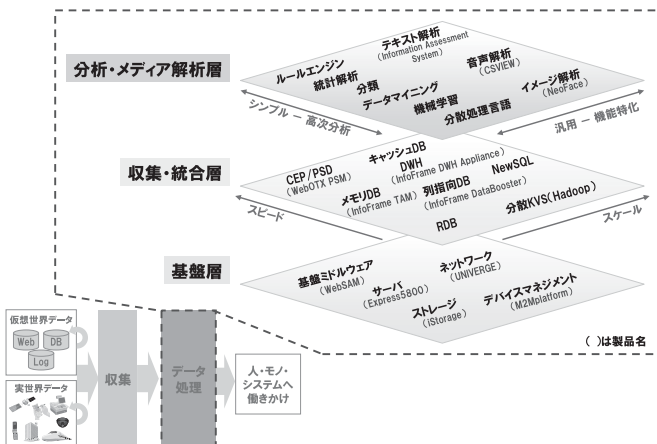 分析・メディア解析層
テキスト解析
(Information Assessment
System)
ルールエンジン
音声解析
(CSVIEW)
統計解析
分類
イメージ解析
(NeoFace)
データマイニング
機械学習
分散処理言語
シンプル － 高次分析
汎用 － 機能特化
収集・統合層
キャッシュDB
CEP/PSD
(WebOTX PSM)
DWH
(InfoFrame DWH Appliance)
NewSQL
メモリDB
(InfoFrame TAM)
列指向DB
(InfoFrame DataBooster)
分散KVS(Hadoop)
RDB
スピード
スケール
基盤層
基盤ミドルウェア
(WebSAM)
ネットワーク
(UNIVERGE)
サーバ
(Express5800)
デバイスマネジメント
(M2Mplatform)
ストレージ
(iStorage)
( )は製品名
仮想世界データ
Web
DB
Log
実世界データ
収集
データ
処理
人・モノ・
システムへ
働きかけ